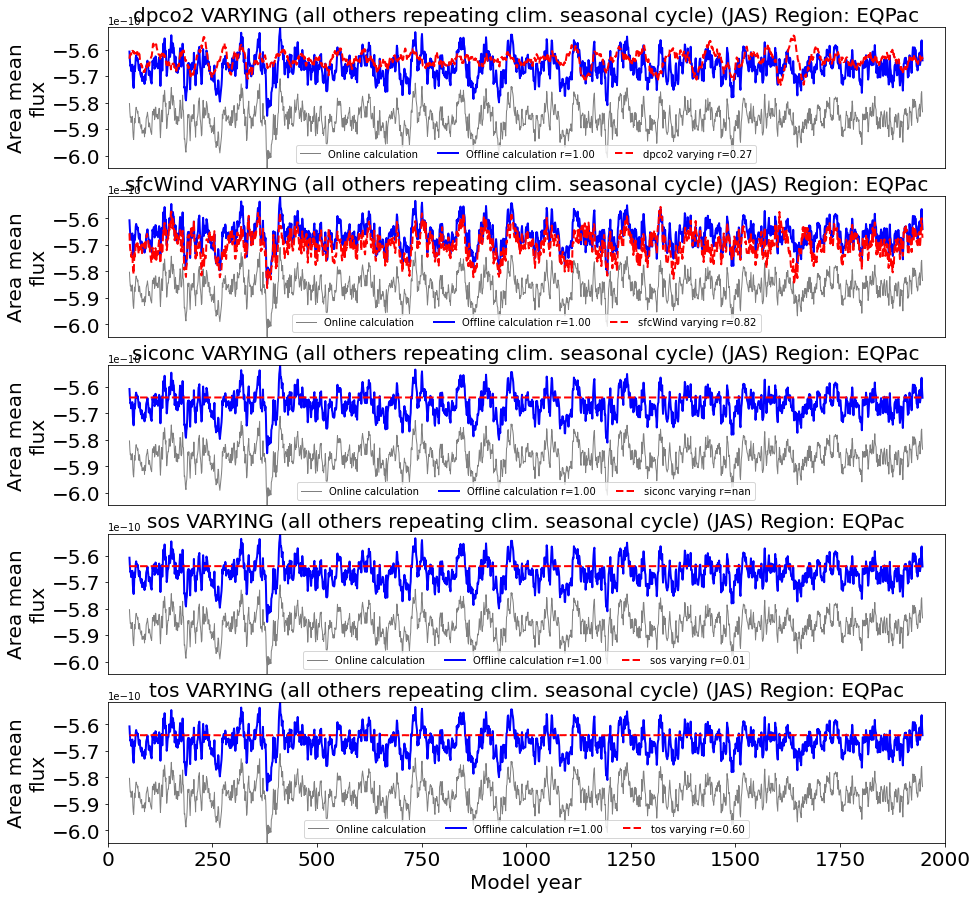 1e−10
dpco2 VARYING (all others repeating clim. seasonal cycle) (JAS) Region: EQPac
Area mean
flux
−5.6
−5.7
−5.8
−5.9
−6.0
Online calculation
Offline calculation r=1.00
dpco2 varying r=0.27
1e−10
sfcWind VARYING (all others repeating clim. seasonal cycle) (JAS) Region: EQPac
Area mean
flux
−5.6
−5.7
−5.8
−5.9
−6.0
Online calculation
Offline calculation r=1.00
sfcWind varying r=0.82
1e−10
siconc VARYING (all others repeating clim. seasonal cycle) (JAS) Region: EQPac
Area mean
flux
−5.6
−5.7
−5.8
−5.9
−6.0
Online calculation
Offline calculation r=1.00
siconc varying r=nan
1e−10
sos VARYING (all others repeating clim. seasonal cycle) (JAS) Region: EQPac
Area mean
flux
−5.6
−5.7
−5.8
−5.9
−6.0
Online calculation
Offline calculation r=1.00
sos varying r=0.01
1e−10
tos VARYING (all others repeating clim. seasonal cycle) (JAS) Region: EQPac
Area mean
flux
−5.6
−5.7
−5.8
−5.9
−6.0
Online calculation
Offline calculation r=1.00
tos varying r=0.60
0 250 500 750 1000 1250 1500 1750 2000
Model year